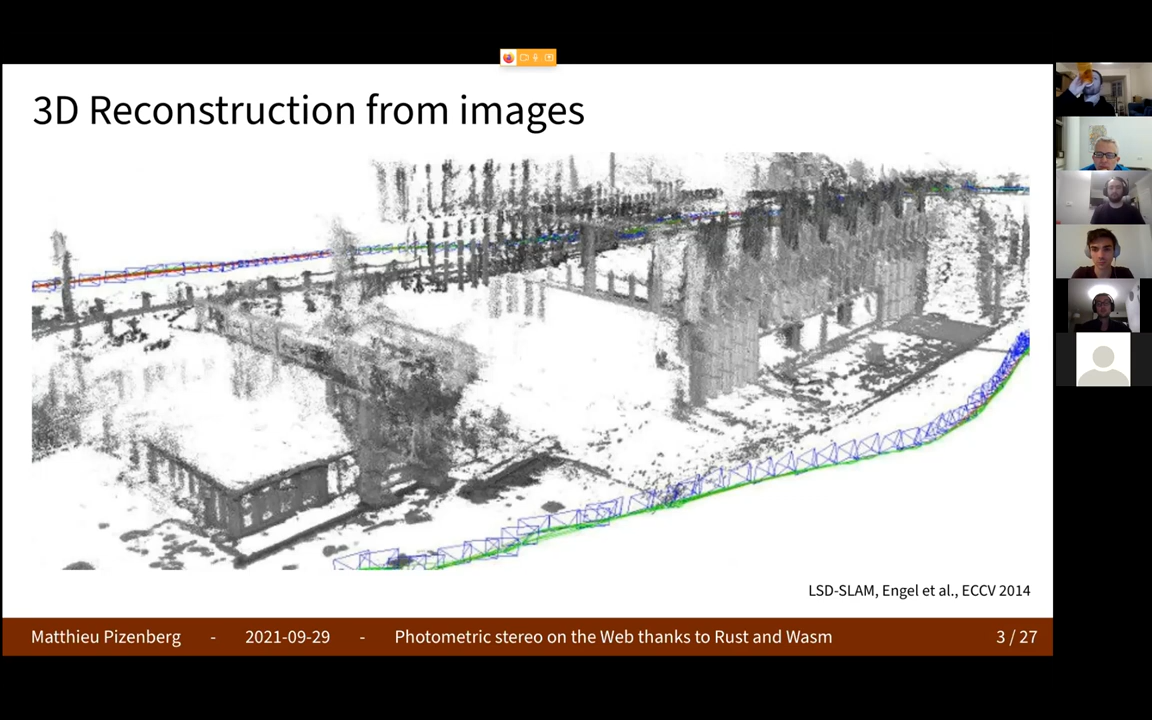 3D Reconstruction from images
LSD-SLAM, Engel et al., ECCV 2014
Matthieu Pizenberg - 2021-09-29 - Photometric stereo on the Web thanks to Rust and Wasm 3 / 27